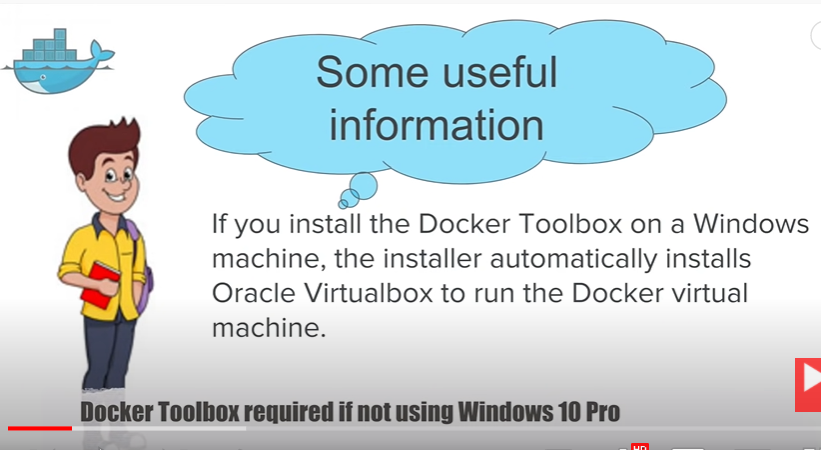 Some useful
information
If you install the Docker Toolbox on a Windows
machine, the installer automatically installs
Oracle Virtualbox to run the Docker virtual
machine.
Docker Toolbox required if not using Windows 10 Pro
HD